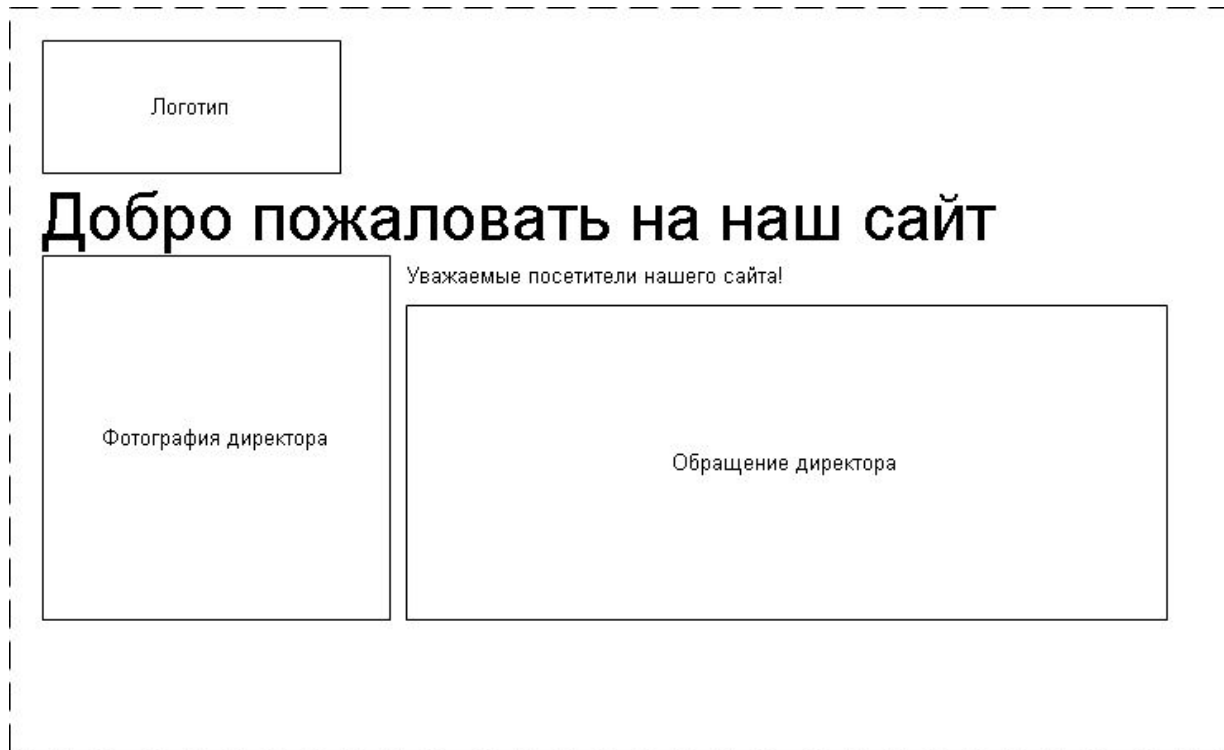 Логотип
Добро пожаловать на наш сайт
Уважаемые посетители нашего сайта!
Фотография директора
Обращение директора